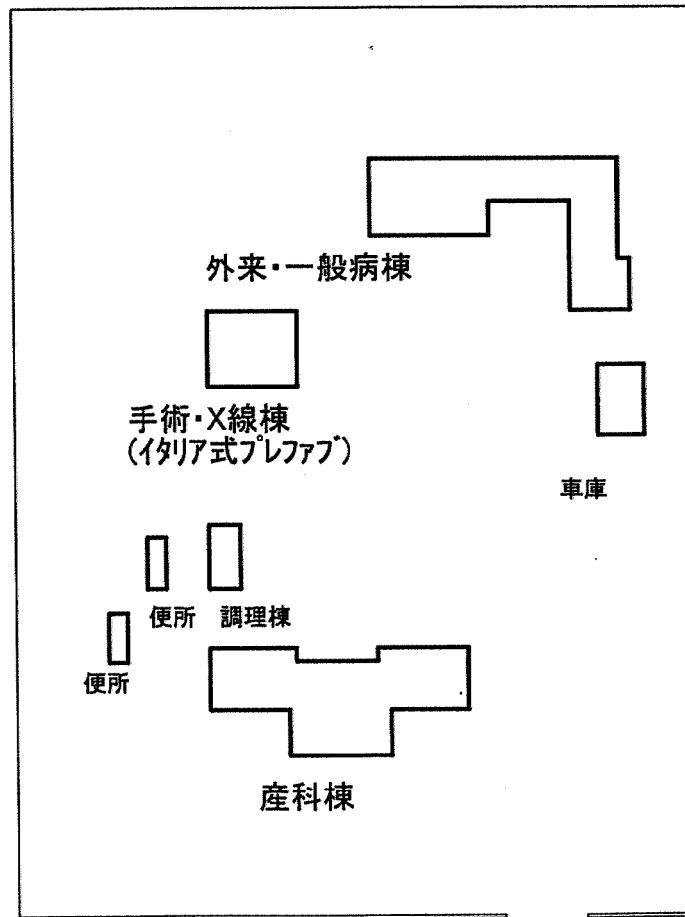 外来・一般病棟
手術・X線棟
(イタリア式プレファブ)
車庫
便所
調理棟
便所
産科棟